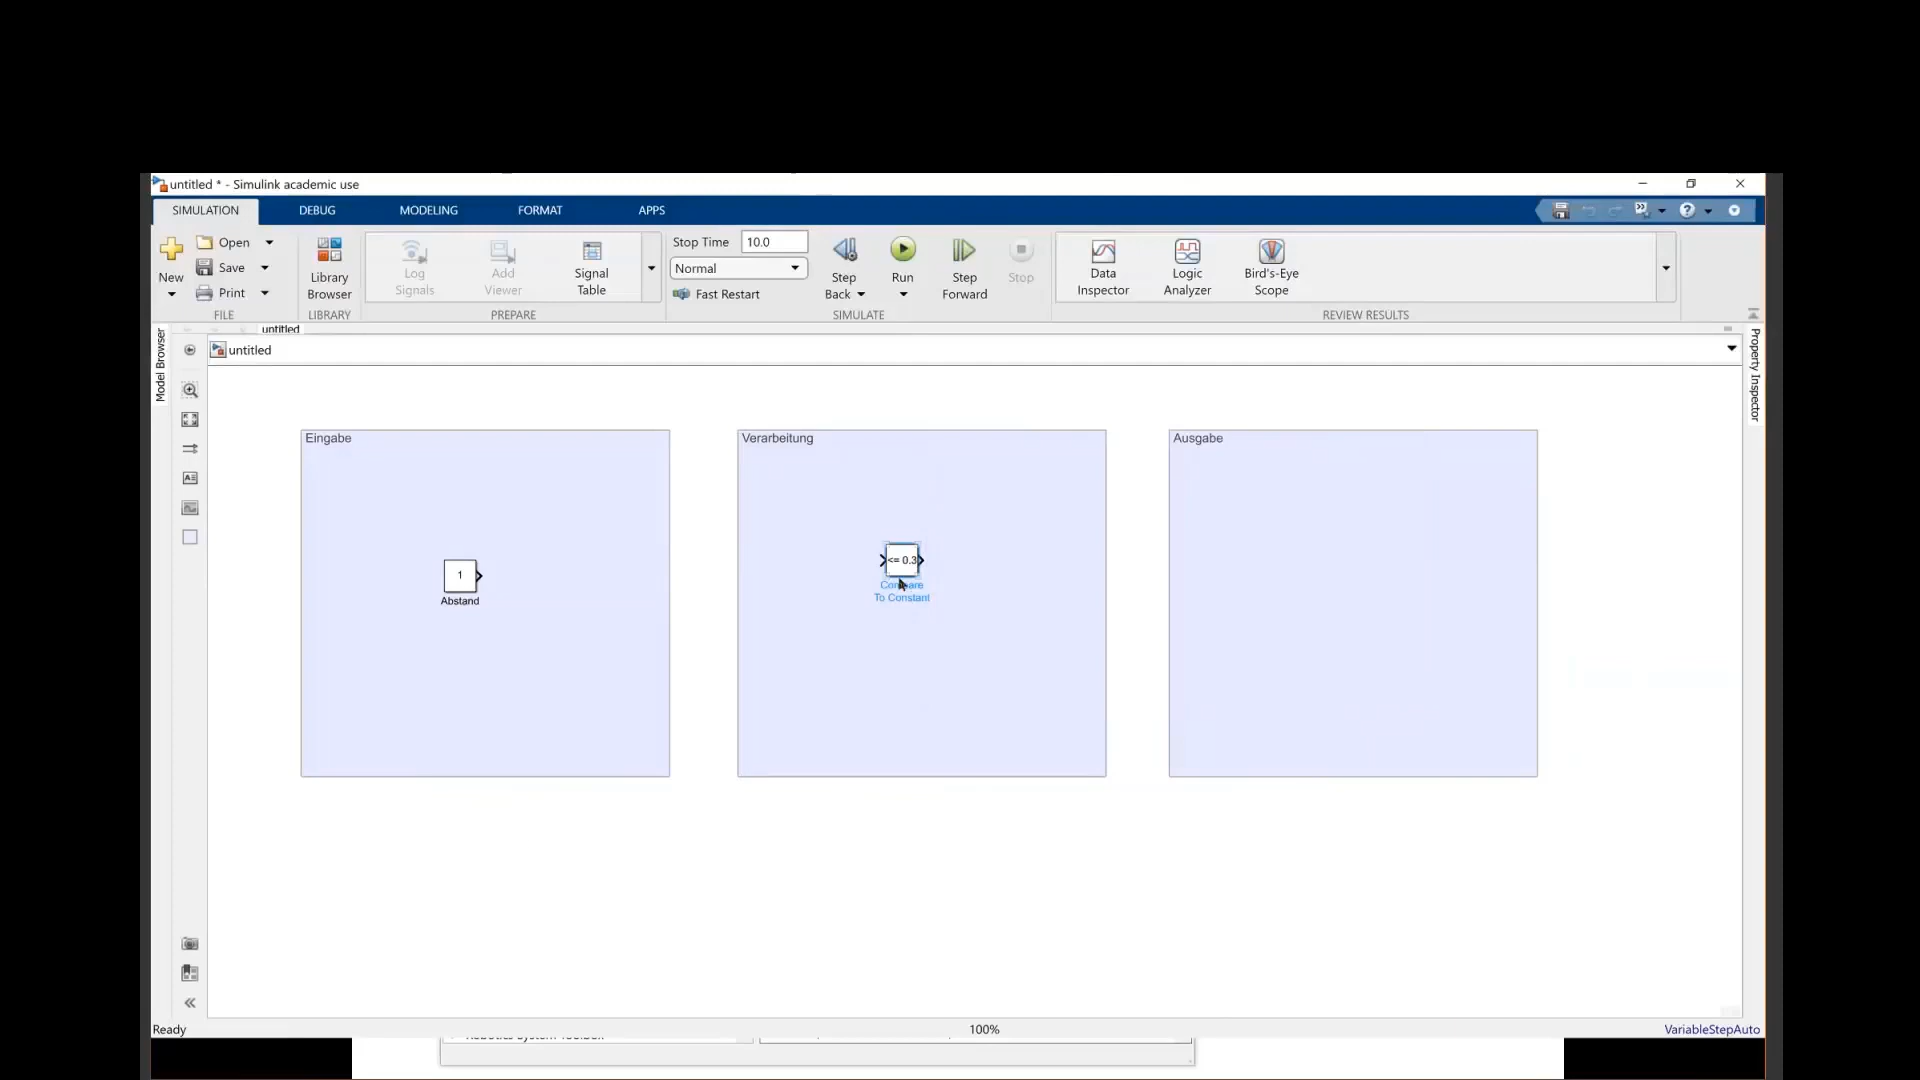 untitled * - Simulink academic use
SIMULATION
DEBUG
MODELING
FORMAT
APPS
New
Open
Save
Print
FILE
Library
Browser
LIBRARY
Log
Signals
Add
Viewer
Signal
Table
PREPARE
Stop Time 10.0
Normal
Fast Restart
Step
Back
Run
Step
Forward
Stop
SIMULATE
Data
Inspector
Logic
Analyzer
Bird's-Eye
Scope
REVIEW RESULTS
Model Browser
untitled
untitled
Property Inspector
Eingabe
1
Abstand
Verarbeitung
<= 0.3
Compare
To Constant
Ausgabe
Ready
100%
VariableStepAuto